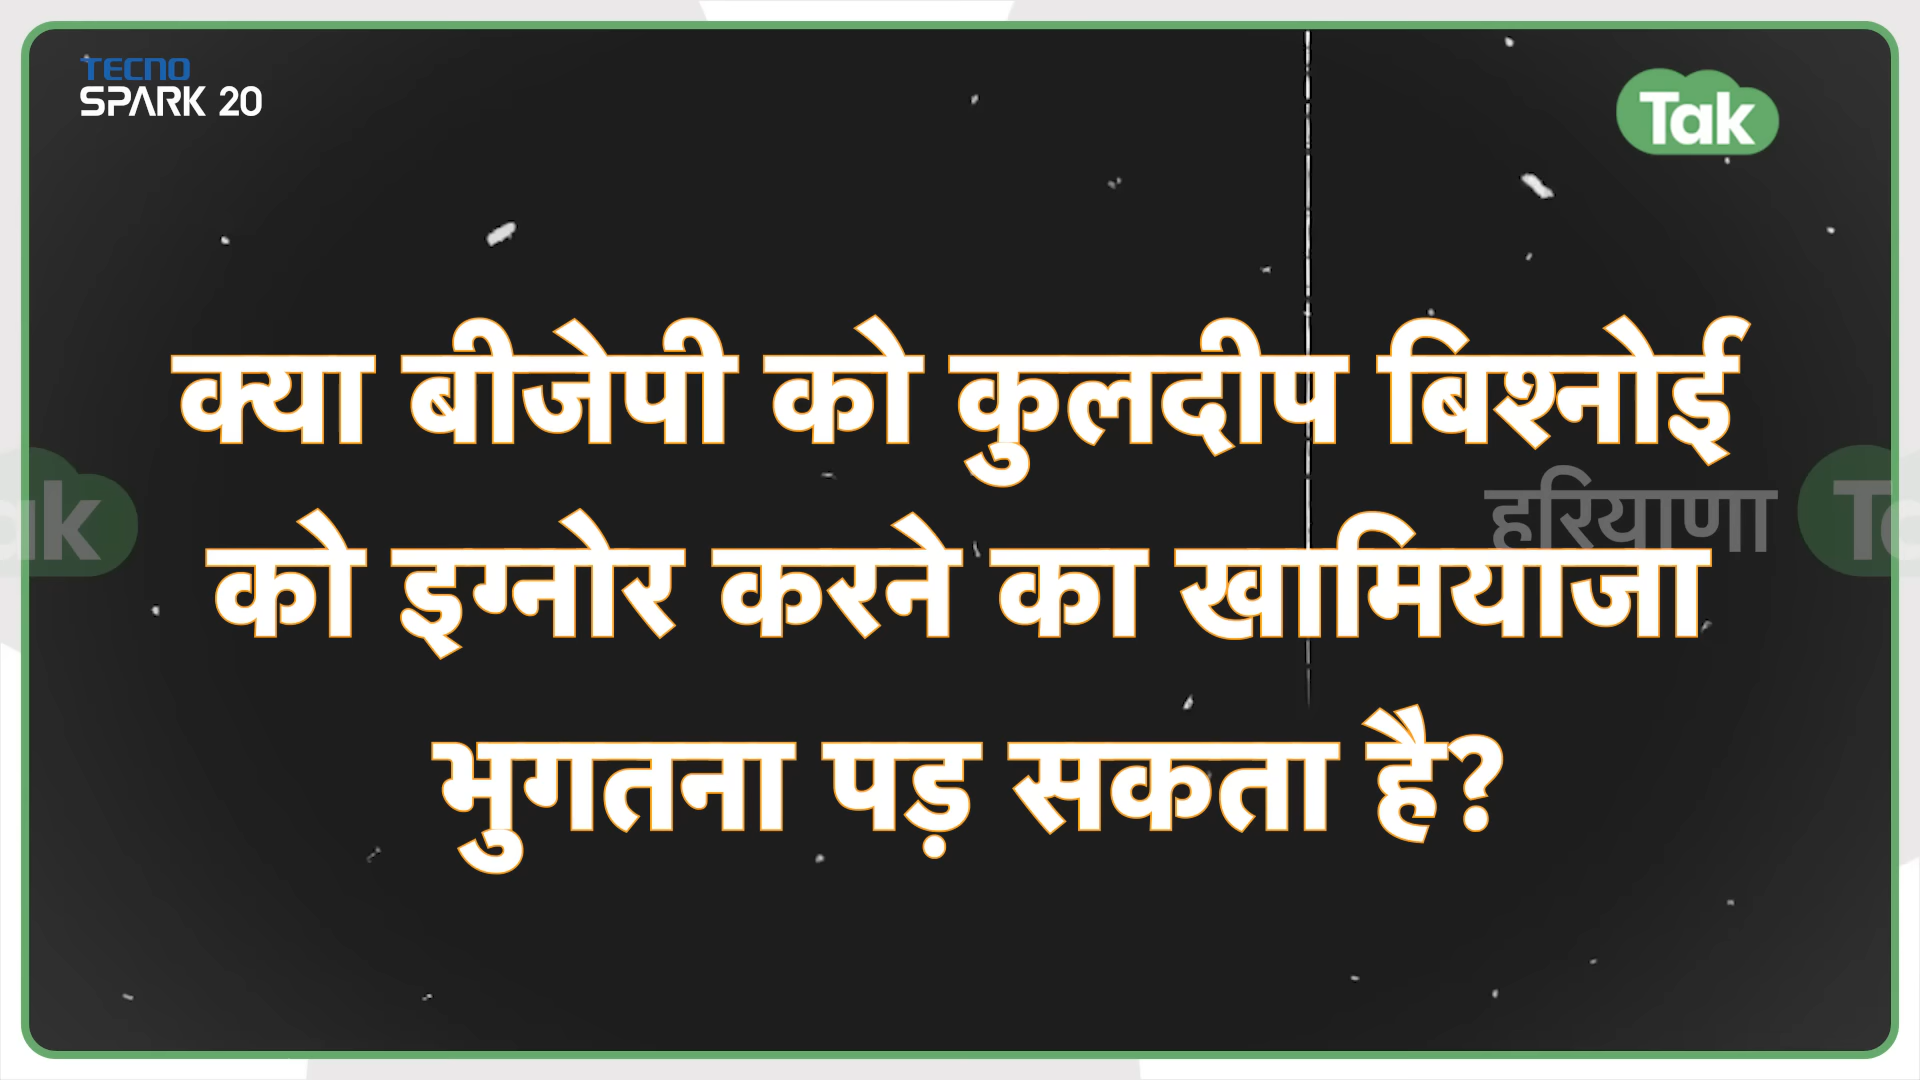 TECNO
SPARK 20
Tak
क्या बीजेपी को कुलदीप बिश्नोई
हरियाणा
को इग्नोर करने का खामियाजा
भुगतना पड़ सकता है?